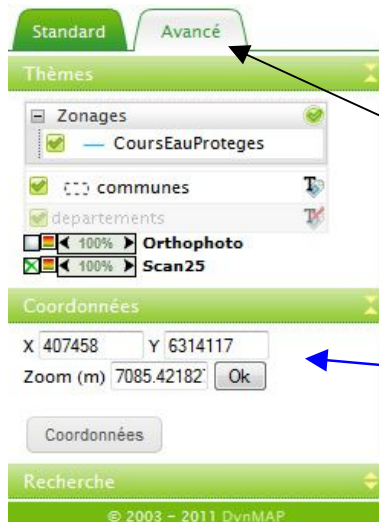 Standard Avancé
Thèmes
Zonages
CoursEauProteges
communes
departements
100% Orthophoto
100% Scan25
Coordonnées
X 407458 Y 6314117
Zoom (m) 7085.42182 Ok
Coordonnées
Recherche
© 2003 - 2011 DynMAP